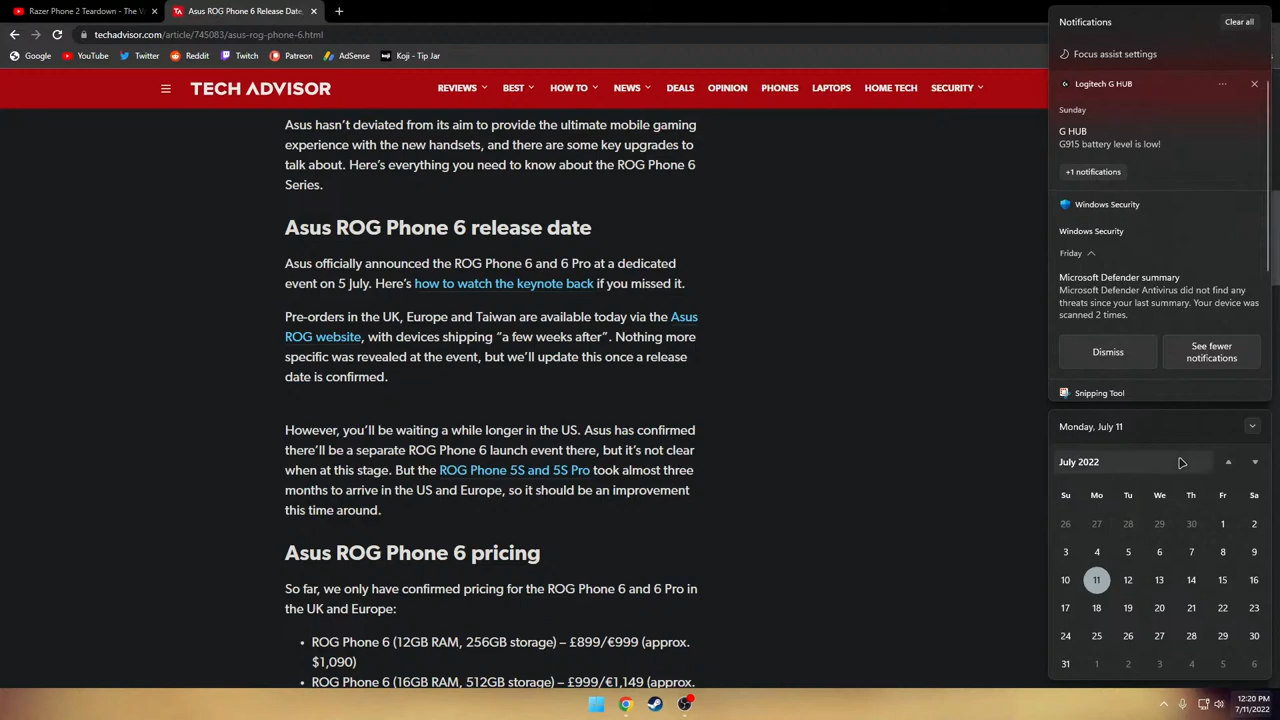 Razer Phone 2 Teardown - The V
Asus ROG Phone 6 Release Date,
techadvisor.com/article/745083/asus-rog-phone-6.html
Google YouTube Twitter Reddit Twitch Patreon AdSense Koji - Tip Jar
TECH ADVISOR
REVIEWS BEST HOW TO NEWS DEALS OPINION PHONES LAPTOPS HOME TECH SECURITY
Asus hasn't deviated from its aim to provide the ultimate mobile gaming
experience with the new handsets, and there are some key upgrades to
talk about. Here's everything you need to know about the ROG Phone 6
Series.
Asus ROG Phone 6 release date
Asus officially announced the ROG Phone 6 and 6 Pro at a dedicated
event on 5 July. Here's how to watch the keynote back if you missed it.
Pre-orders in the UK, Europe and Taiwan are available today via the Asus
ROG website, with devices shipping “a few weeks after”. Nothing more
specific was revealed at the event, but we'll update this once a release
date is confirmed.
However, you'll be waiting a while longer in the US. Asus has confirmed
there'll be a separate ROG Phone 6 launch event there, but it's not clear
when at this stage. But the ROG Phone 5S and 5S Pro took almost three
months to arrive in the US and Europe, so it should be an improvement
this time around.
Asus ROG Phone 6 pricing
So far, we only have confirmed pricing for the ROG Phone 6 and 6 Pro in
the UK and Europe:
• ROG Phone 6 (12GB RAM, 256GB storage) – £899/€999 (approx.
$1,090)
• ROG Phone 6 (16GB RAM, 512GB storage) – £999/€1,149 (approx.
Notifications
Clear all
Focus assist settings
Logitech G HUB
Sunday
G HUB
G915 battery level is low!
+1 notifications
Windows Security
Windows Security
Friday
Microsoft Defender summary
Microsoft Defender Antivirus did not find any
threats since your last summary. Your device was
scanned 2 times.
Dismiss
See fewer
notifications
Snipping Tool
Monday, July 11
July 2022
Su Mo Tu We Th Fr Sa
26 27 28 29 30 1 2
3 4 5 6 7 8 9
10 11 12 13 14 15 16
17 18 19 20 21 22 23
24 25 26 27 28 29 30
31 1 2 3 4 5 6
12:20 PM
7/11/2022